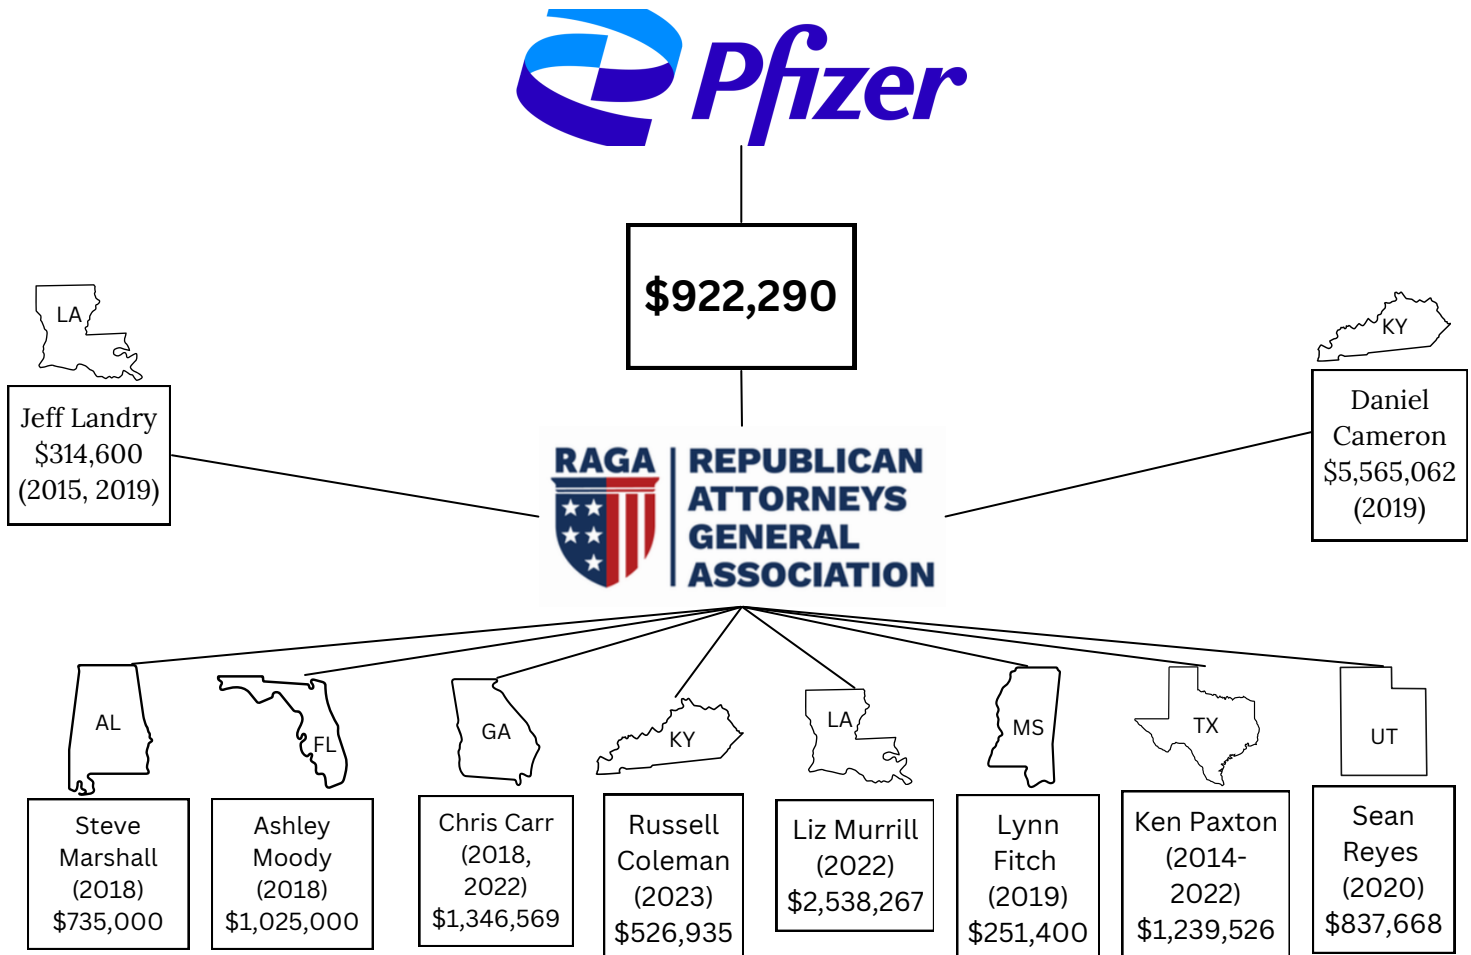 Pfizer
$922,290
LA
Jeff Landry
$314,600
(2015, 2019)
KY
Daniel
Cameron
$5,565,062
(2019)
RAGA
REPUBLICAN
ATTORNEYS
GENERAL
ASSOCIATION
AL
Steve
Marshall
(2018)
$735,000
FL
Ashley
Moody
(2018)
$1,025,000
GA
Chris Carr
(2018,
2022)
$1,346,569
KY
Russell
Coleman
(2023)
$526,935
LA
Liz Murrill
(2022)
$2,538,267
MS
Lynn
Fitch
(2019)
$251,400
TX
Ken Paxton
(2014-
2022)
$1,239,526
UT
Sean
Reyes
(2020)
$837,668